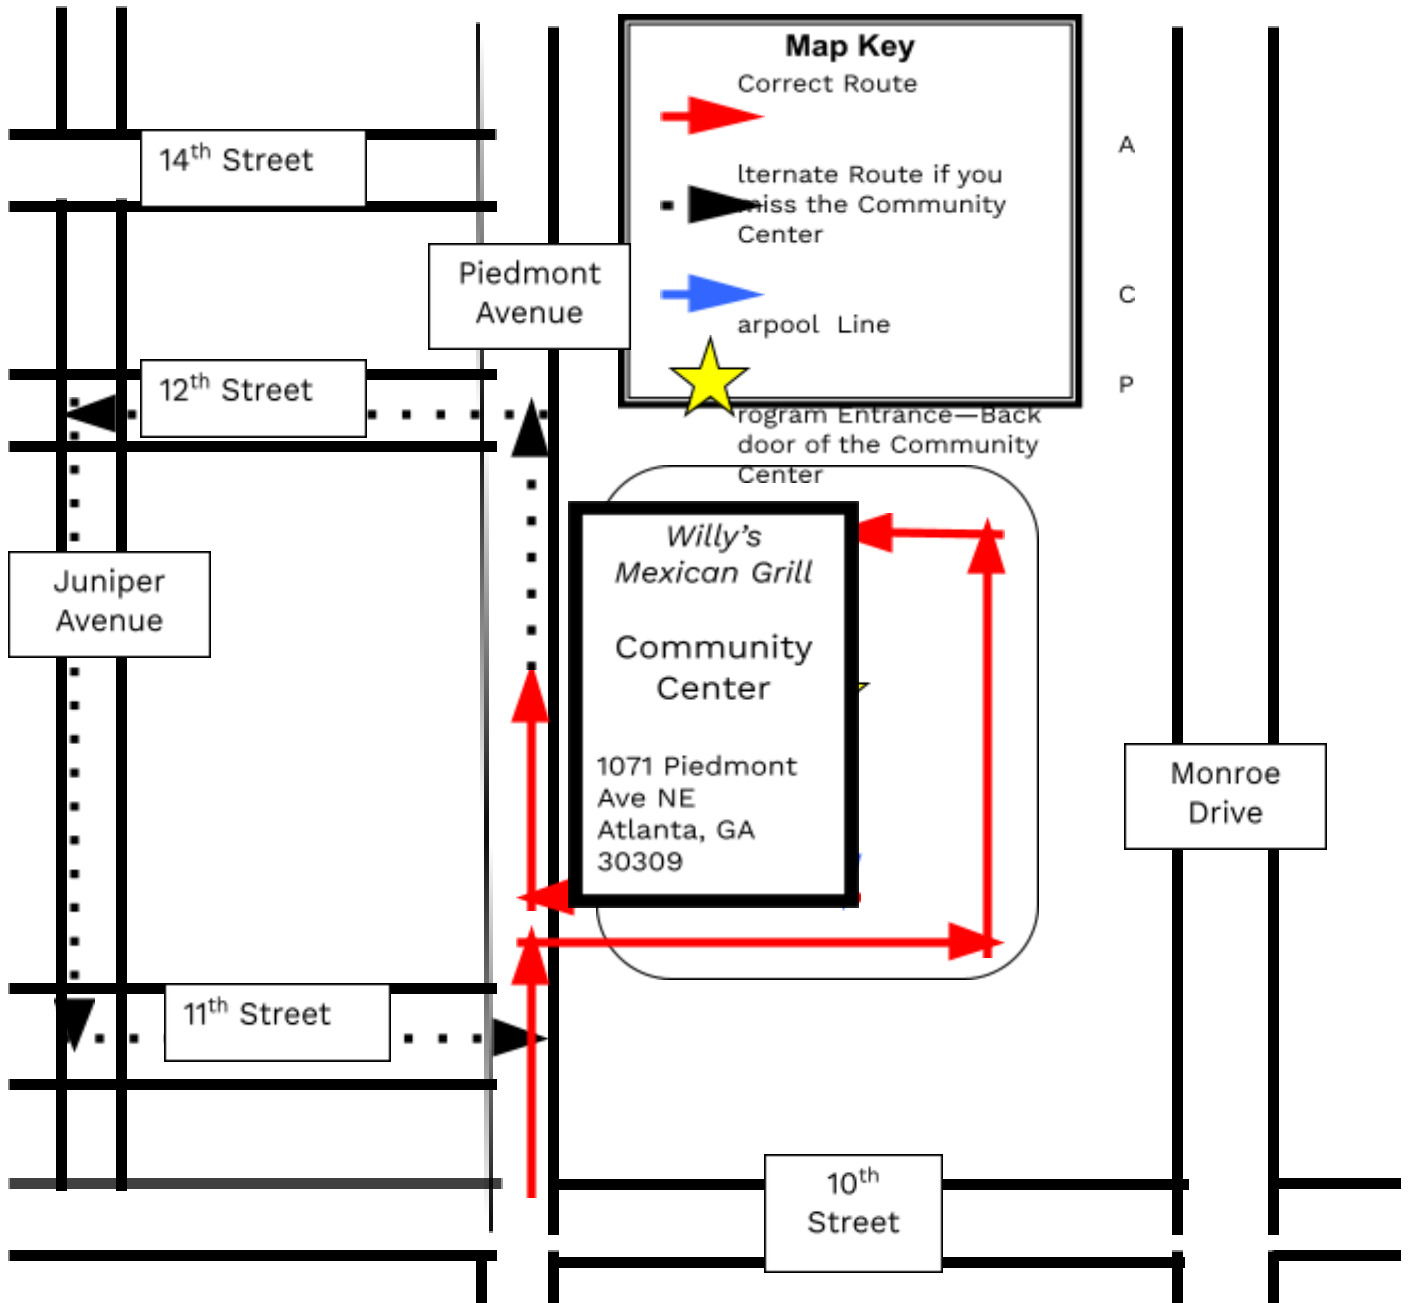 Map Key
Correct Route
A
14th Street
lternate Route if you
miss the Community
Center
Piedmont
Avenue
C
arpool Line
12th Street
P
rogram Entrance—Back
door of the Community
Center
Willy's
Mexican Grill
Juniper
Avenue
Community
Center
1071 Piedmont
Ave NE
Atlanta, GA
30309
Monroe
Drive
11th Street
10th
Street